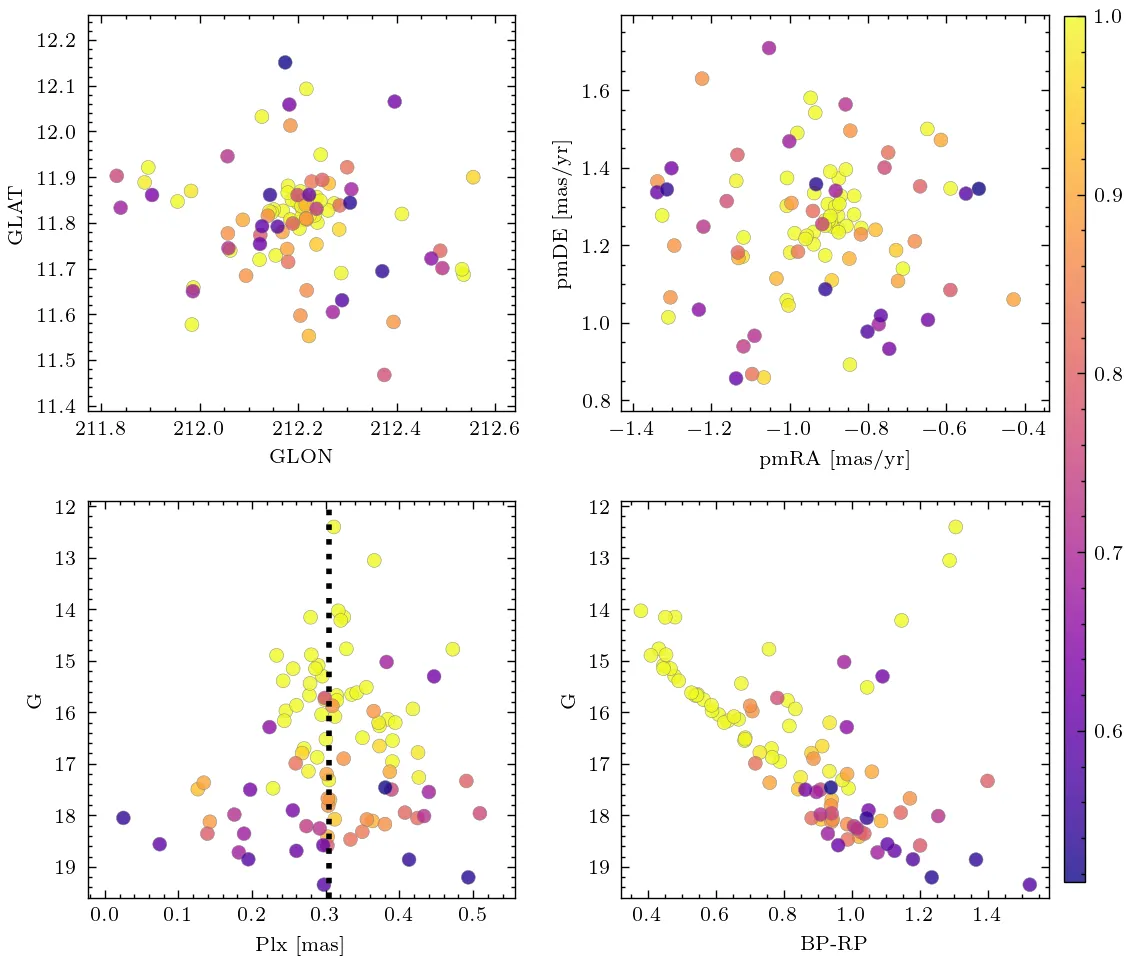 12.2
12.1
12.0
11.9
11.8
11.7
11.6
11.5
11.4
GLAT
211.8 212.0 212.2 212.4 212.6
GLON
1.6
1.4
1.2
1.0
0.8
pmDE [mas/yr]
−1.4 −1.2 −1.0 −0.8 −0.6 −0.4
pmRA [mas/yr]
1.0
0.9
0.8
0.7
0.6
12
13
14
15
16
17
18
19
G
0.0 0.1 0.2 0.3 0.4 0.5
Plx [mas]
12
13
14
15
16
17
18
19
G
0.4 0.6 0.8 1.0 1.2 1.4
BP-RP